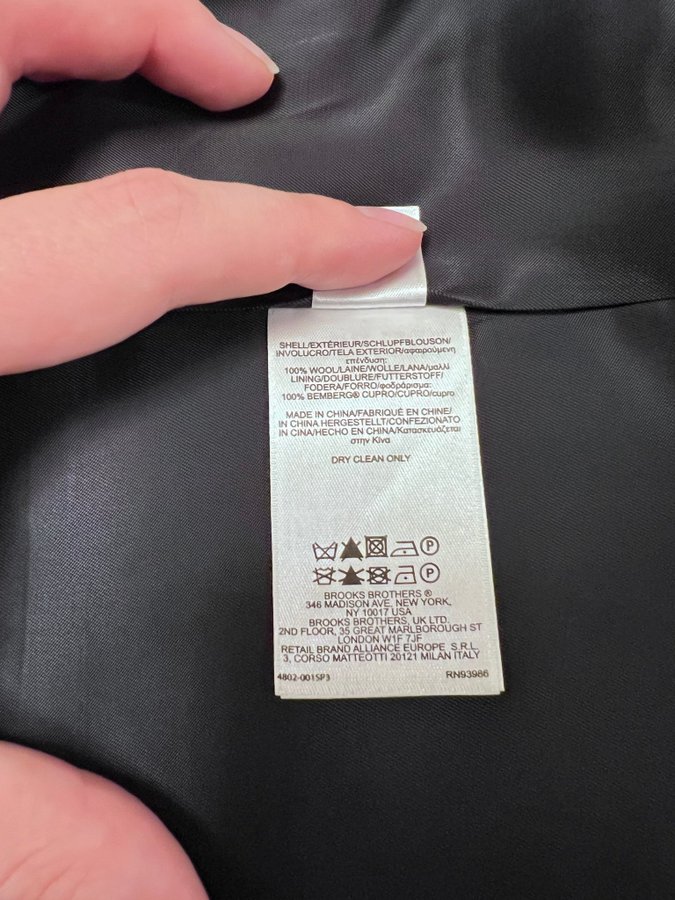 SHELL/EXTÉRIEUR/SCHLUPFBLOUSON/
INVOLUCRO/TELA EXTERIOR/αφαιρούμενη
επένδυση:
100% WOOL/LAINE/WOLLE/LANA/μαλλί
LINING/DOUBLURE/FUTTERSTOFF/
FODERA/FORRO/φοδράρισμα:
100% BEMBERG® CUPRO/CUPRO/cupro
MADE IN CHINA/FABRIQUÉ EN CHINE/
IN CHINA HERGESTELLT/CONFEZIONATO
IN CINA/HECHO EN CHINA/Κατασκευάζεται
στην Κίνα
DRY CLEAN ONLY
P
P
BROOKS BROTHERS ®
346 MADISON AVE, NEW YORK,
NY 10017 USA
BROOKS BROTHERS, UK LTD.
2ND FLOOR, 35 GREAT MARLBOROUGH ST
LONDON W1F 7JF
RETAIL BRAND ALLIANCE EUROPE S.R.L.
3, CORSO MATTEOTTI 20121 MILAN ITALY
4802-001SP3 RN93986